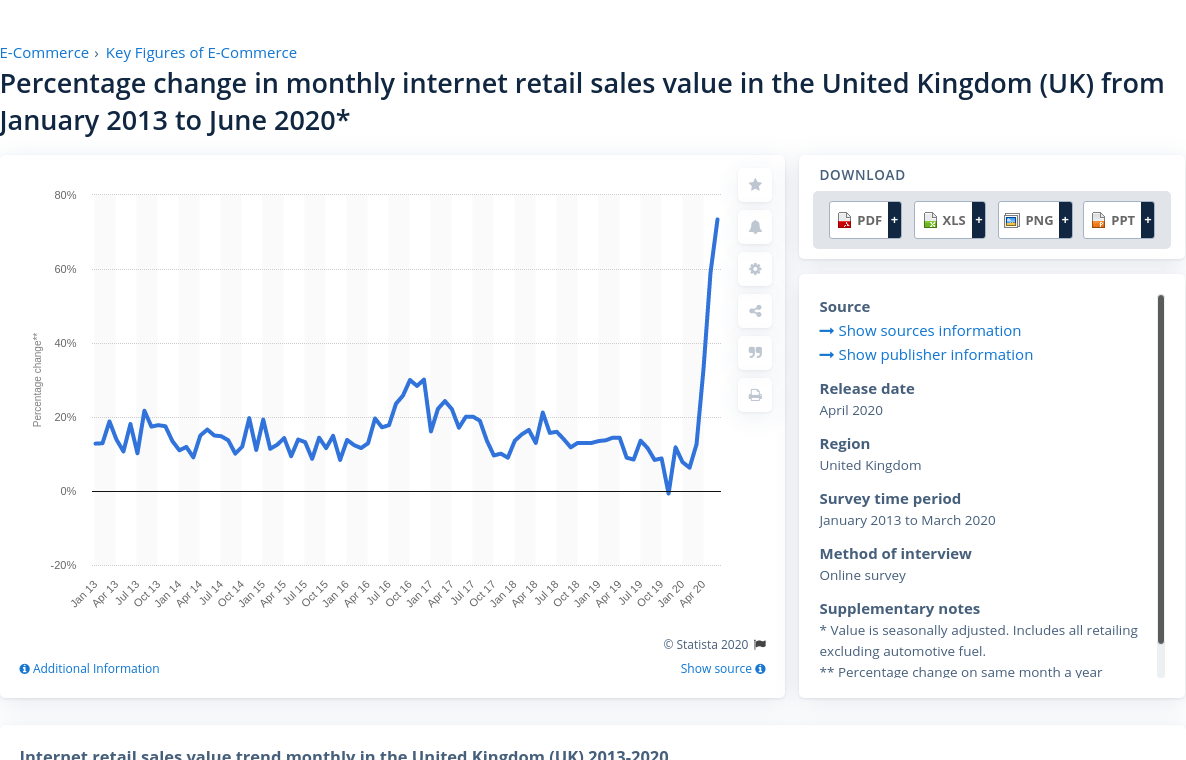 E-Commerce › Key Figures of E-Commerce
Percentage change in monthly internet retail sales value in the United Kingdom (UK) from
January 2013 to June 2020*
80%
60%
40%
20%
0%
-20%
Percentage change**
Jan 13
Apr 13
Jul 13
Oct 13
Jan 14
Apr 14
Jul 14
Oct 14
Jan 15
Apr 15
Jul 15
Oct 15
Jan 16
Apr 16
Jul 16
Oct 16
Jan 17
Apr 17
Jul 17
Oct 17
Jan 18
Apr 18
Jul 18
Oct 18
Jan 19
Apr 19
Jul 19
Oct 19
Jan 20
Apr 20
© Statista 2020
Additional Information
Show source
DOWNLOAD
PDF +
XLS +
PNG +
PPT +
Source
Show sources information
Show publisher information
Release date
April 2020
Region
United Kingdom
Survey time period
January 2013 to March 2020
Method of interview
Online survey
Supplementary notes
* Value is seasonally adjusted. Includes all retailing
excluding automotive fuel.
** Percentage change on same month a year
Internet retail sales value trend monthly in the United Kingdom (UK) 2013-2020